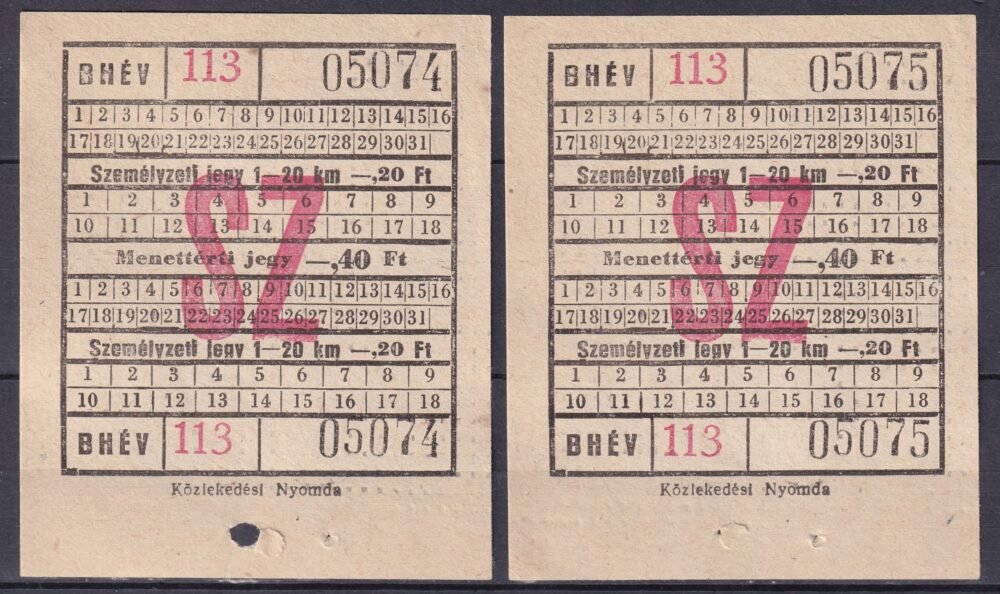 BHÉV 113 05074
1 2 3 4 5 6 7 8 9 10 11 12 13 14 15 16
17 18 19 20 21 22 23 24 25 26 27 28 29 30 31
Személyzeti jegy 1–20 km —,20 Ft
1 2 3 4 5 6 7 8 9
10 11 12 13 14 15 16 17 18
SZ
Menettérti jegy —,40 Ft
1 2 3 4 5 6 7 8 9 10 11 12 13 14 15 16
17 18 19 20 21 22 23 24 25 26 27 28 29 30 31
Személyzeti jegy 1–20 km —,20 Ft
1 2 3 4 5 6 7 8 9
10 11 12 13 14 15 16 17 18
BHÉV 113 05074
Közlekedési Nyomda
BHÉV 113 05075
1 2 3 4 5 6 7 8 9 10 11 12 13 14 15 16
17 18 19 20 21 22 23 24 25 26 27 28 29 30 31
Személyzeti jegy 1–20 km —,20 Ft
1 2 3 4 5 6 7 8 9
10 11 12 13 14 15 16 17 18
SZ
Menettérti jegy —,40 Ft
1 2 3 4 5 6 7 8 9 10 11 12 13 14 15 16
17 18 19 20 21 22 23 24 25 26 27 28 29 30 31
Személyzeti jegy 1–20 km —,20 Ft
1 2 3 4 5 6 7 8 9
10 11 12 13 14 15 16 17 18
BHÉV 113 05075
Közlekedési Nyomda